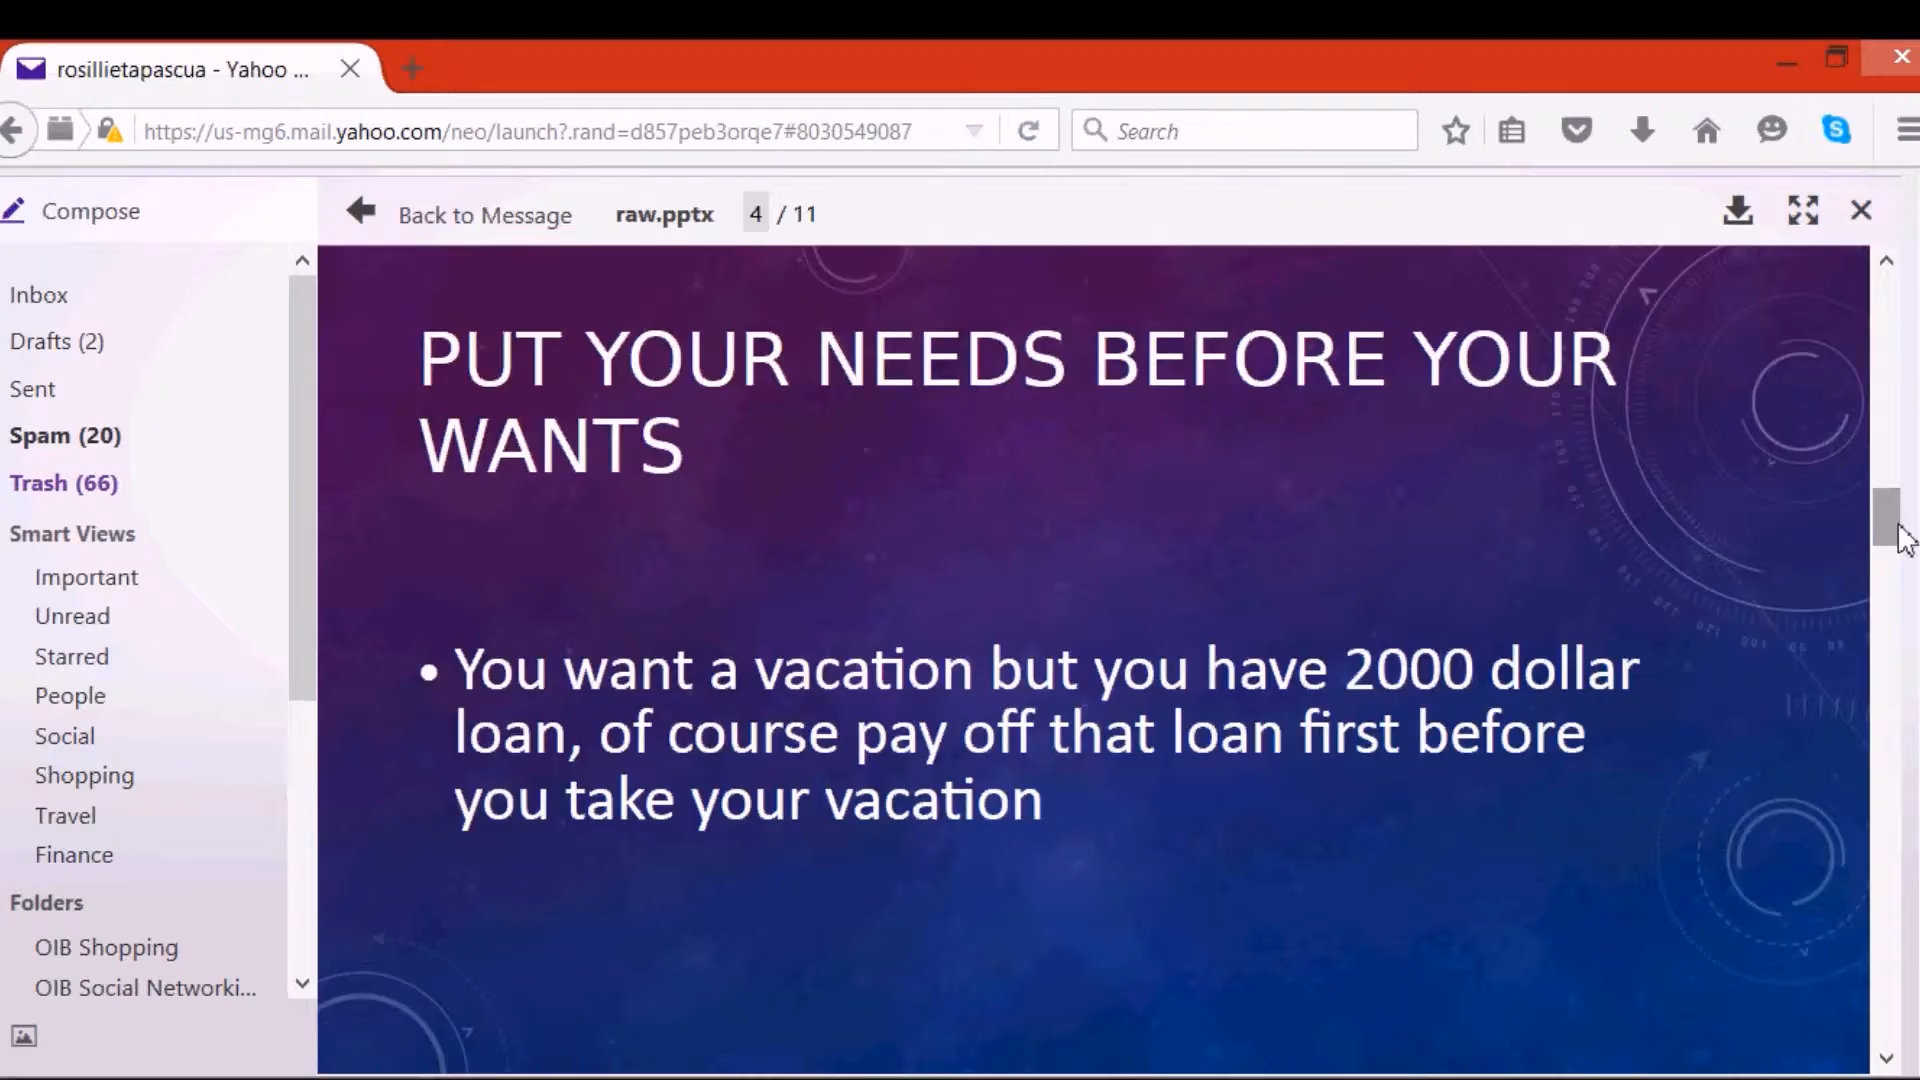 rosillietapascua - Yahoo ...
https://us-mg6.mail.yahoo.com/neo/launch?.rand=d857peb3orqe7#8030549087
Search
Compose
Back to Message raw.pptx 4 / 11
Inbox
Drafts (2)
Sent
Spam (20)
Trash (66)
Smart Views
Important
Unread
Starred
People
Social
Shopping
Travel
Finance
Folders
OIB Shopping
OIB Social Networki...
PUT YOUR NEEDS BEFORE YOUR
WANTS
• You want a vacation but you have 2000 dollar
loan, of course pay off that loan first before
you take your vacation